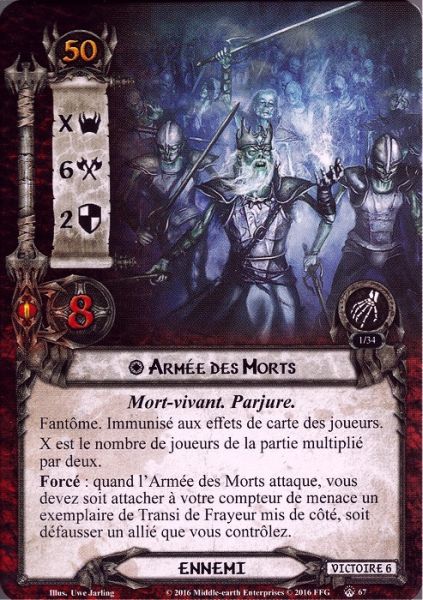 50
X
6
2
8
1/34
Armée des Morts
Mort-vivant. Parjure.
Fantôme. Immunisé aux effets de carte des joueurs.
X est le nombre de joueurs de la partie multiplié
par deux.
Forcé : quand l'Armée des Morts attaque, vous
devez soit attacher à votre compteur de menace un
exemplaire de Transi de Frayeur mis de côté, soit
défausser un allié que vous contrôlez.
ENNEMI
VICTOIRE 6
Illus. Uwe Jarling
© 2016 Middle-earth Enterprises © 2016 FFG
67